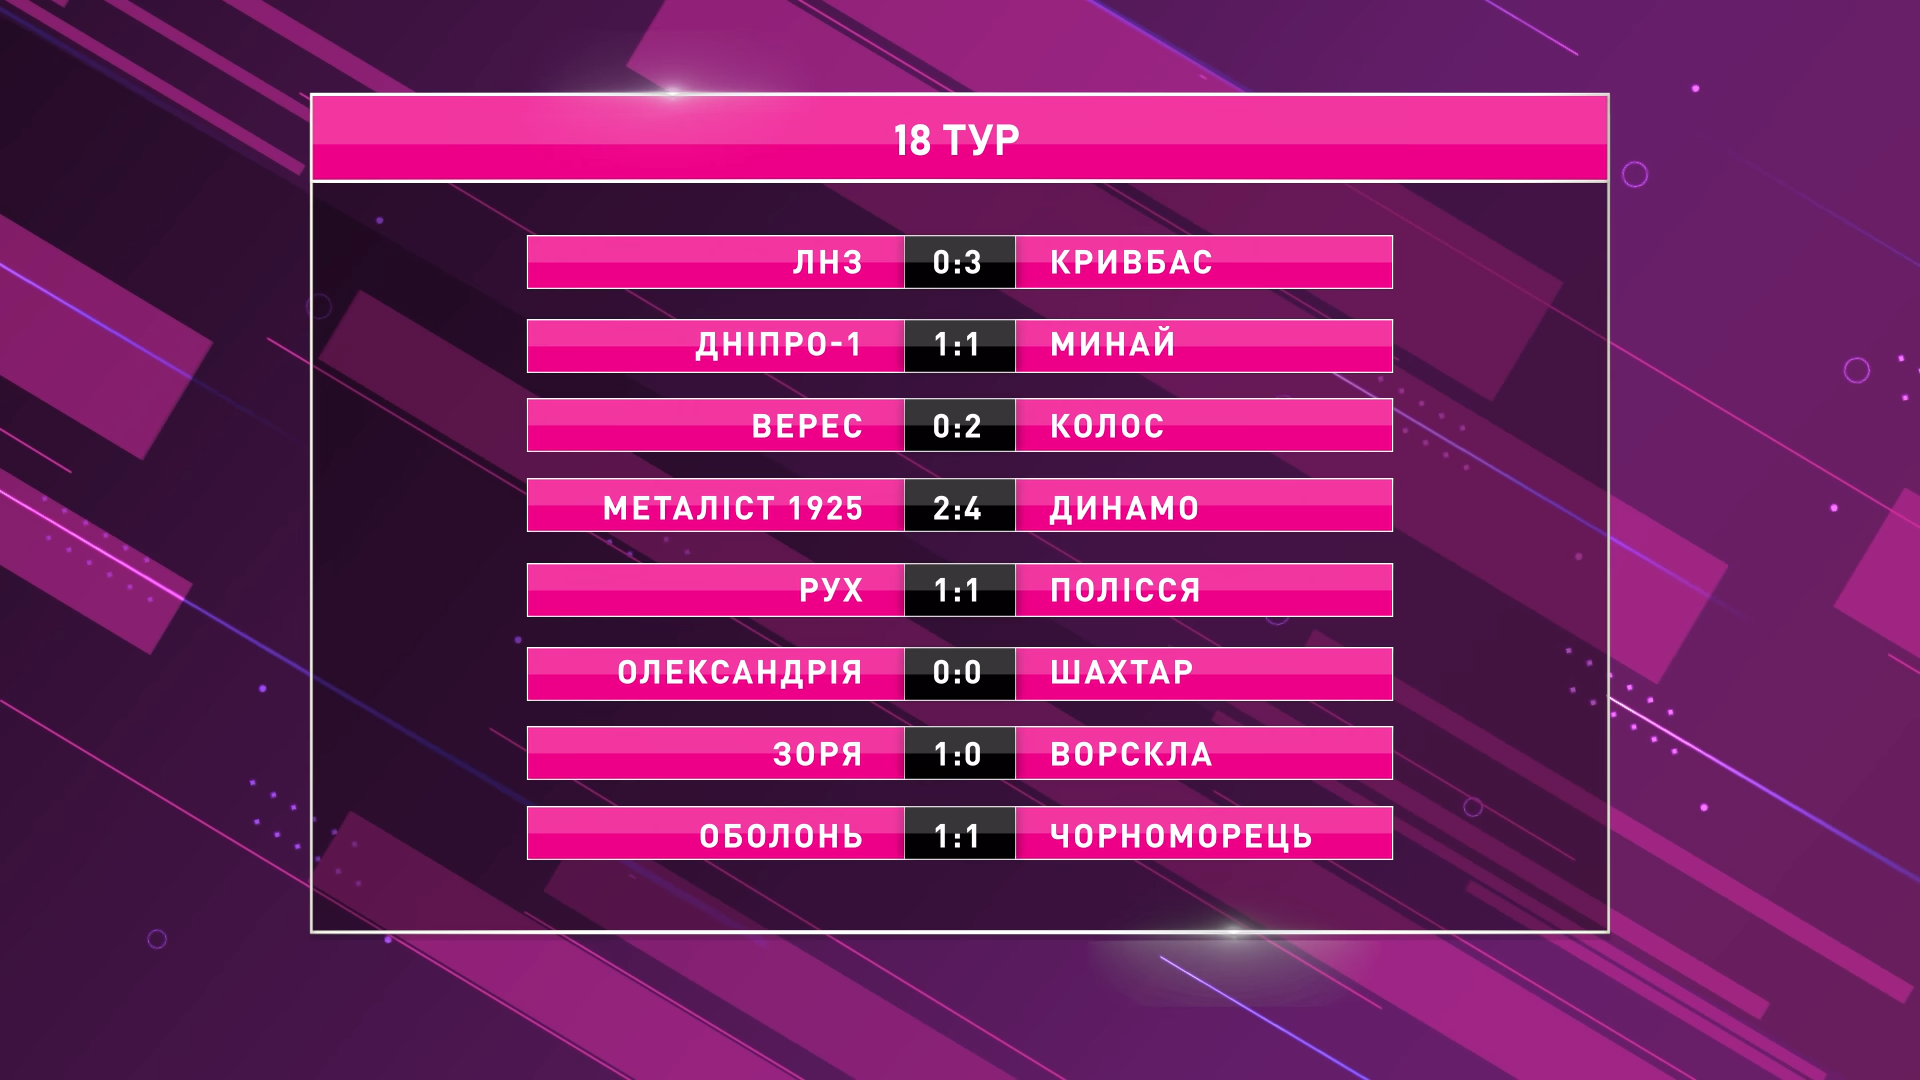 18 ТУР
ЛНЗ 0:3 КРИВБАС
ДНІПРО-1 1:1 МИНАЙ
ВЕРЕС 0:2 КОЛОС
МЕТАЛІСТ 1925 2:4 ДИНАМО
РУХ 1:1 ПОЛІССЯ
ОЛЕКСАНДРІЯ 0:0 ШАХТАР
ЗОРЯ 1:0 ВОРСКЛА
ОБОЛОНЬ 1:1 ЧОРНОМОРЕЦЬ